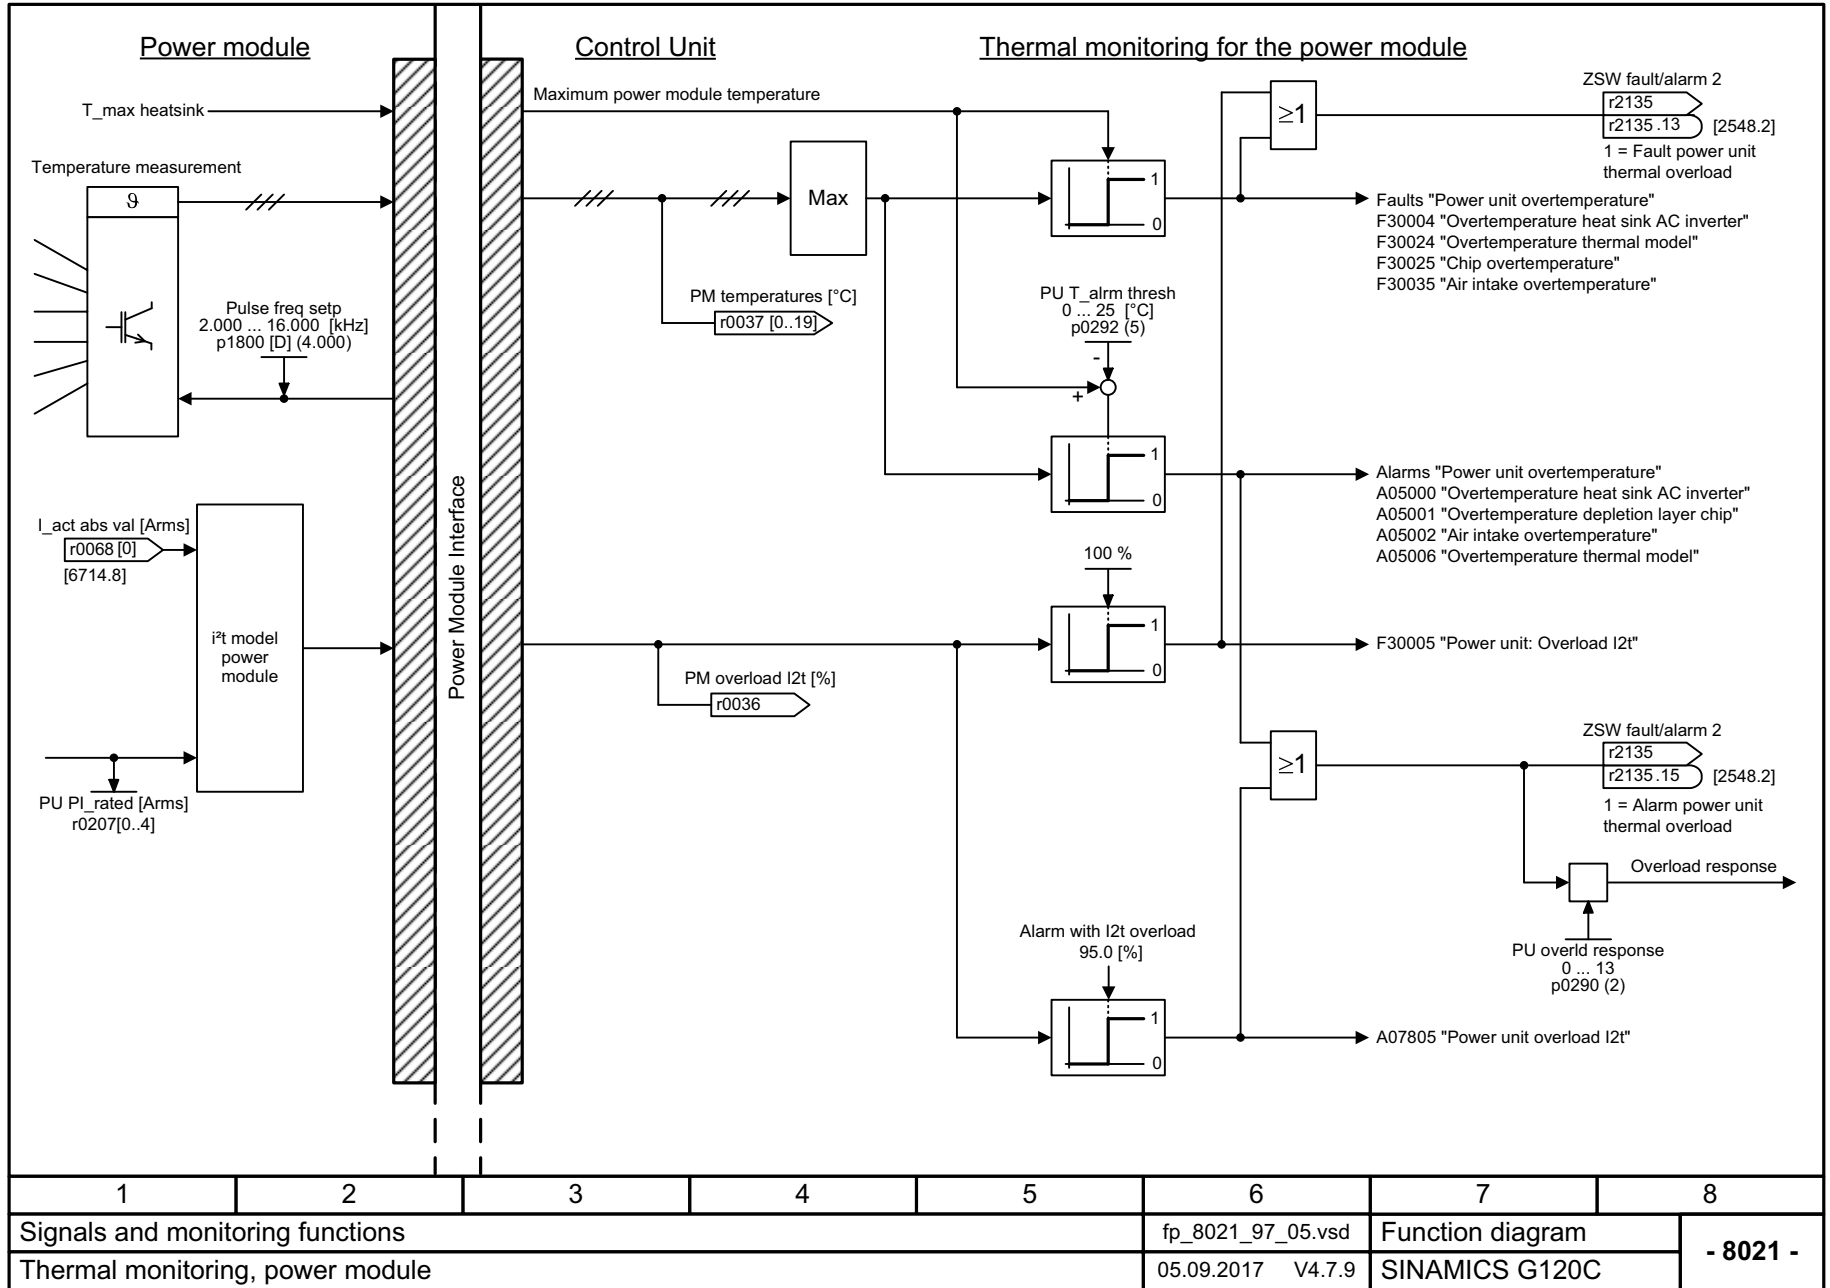 Power module
Control Unit
Thermal monitoring for the power module
T_max heatsink
Maximum power module temperature
≥1
ZSW fault/alarm 2
r2135
r2135.13
[2548.2]
1 = Fault power unit
thermal overload
Temperature measurement
ϑ
Max
1
0
Faults "Power unit overtemperature"
F30004 "Overtemperature heat sink AC inverter"
F30024 "Overtemperature thermal model"
F30025 "Chip overtemperature"
F30035 "Air intake overtemperature"
Pulse freq setp
2.000 ... 16.000 [kHz]
p1800 [D] (4.000)
PM temperatures [°C]
r0037 [0..19]
PU T_alrm thresh
0 ... 25 [°C]
p0292 (5)
-
+
1
0
Alarms "Power unit overtemperature"
A05000 "Overtemperature heat sink AC inverter"
A05001 "Overtemperature depletion layer chip"
A05002 "Air intake overtemperature"
A05006 "Overtemperature thermal model"
Power Module Interface
I_act abs val [Arms]
r0068 [0]
[6714.8]
i²t model
power
module
100 %
1
0
F30005 "Power unit: Overload I2t"
PM overload I2t [%]
r0036
PU PI_rated [Arms]
r0207[0..4]
≥1
ZSW fault/alarm 2
r2135
r2135.15
[2548.2]
1 = Alarm power unit
thermal overload
Overload response
PU overld response
0 ... 13
p0290 (2)
Alarm with I2t overload
95.0 [%]
1
0
A07805 "Power unit overload I2t"
1 2 3 4 5 6 7 8
Signals and monitoring functions
fp_8021_97_05.vsd
Function diagram
- 8021 -
Thermal monitoring, power module
05.09.2017 V4.7.9
SINAMICS G120C